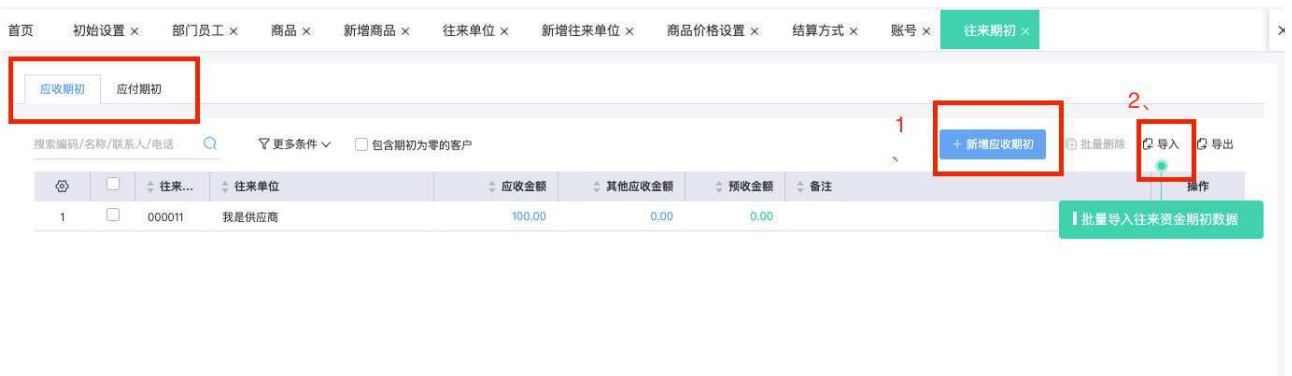 首页 初始设置 × 部门员工 × 商品 × 新增商品 × 往来单位 × 新增往来单位 × 商品价格设置 × 结算方式 × 账号 × 往来期初 × ×
应收期初 应付期初
2、
1
、
搜索编码/名称/联系人/电话 更多条件 包含期初为零的客户 + 新增应收期初 批量删除 导入 导出
往来... 往来单位 应收金额 其他应收金额 预收金额 备注 操作
1 000011 我是供应商 100.00 0.00 0.00
批量导入往来资金期初数据